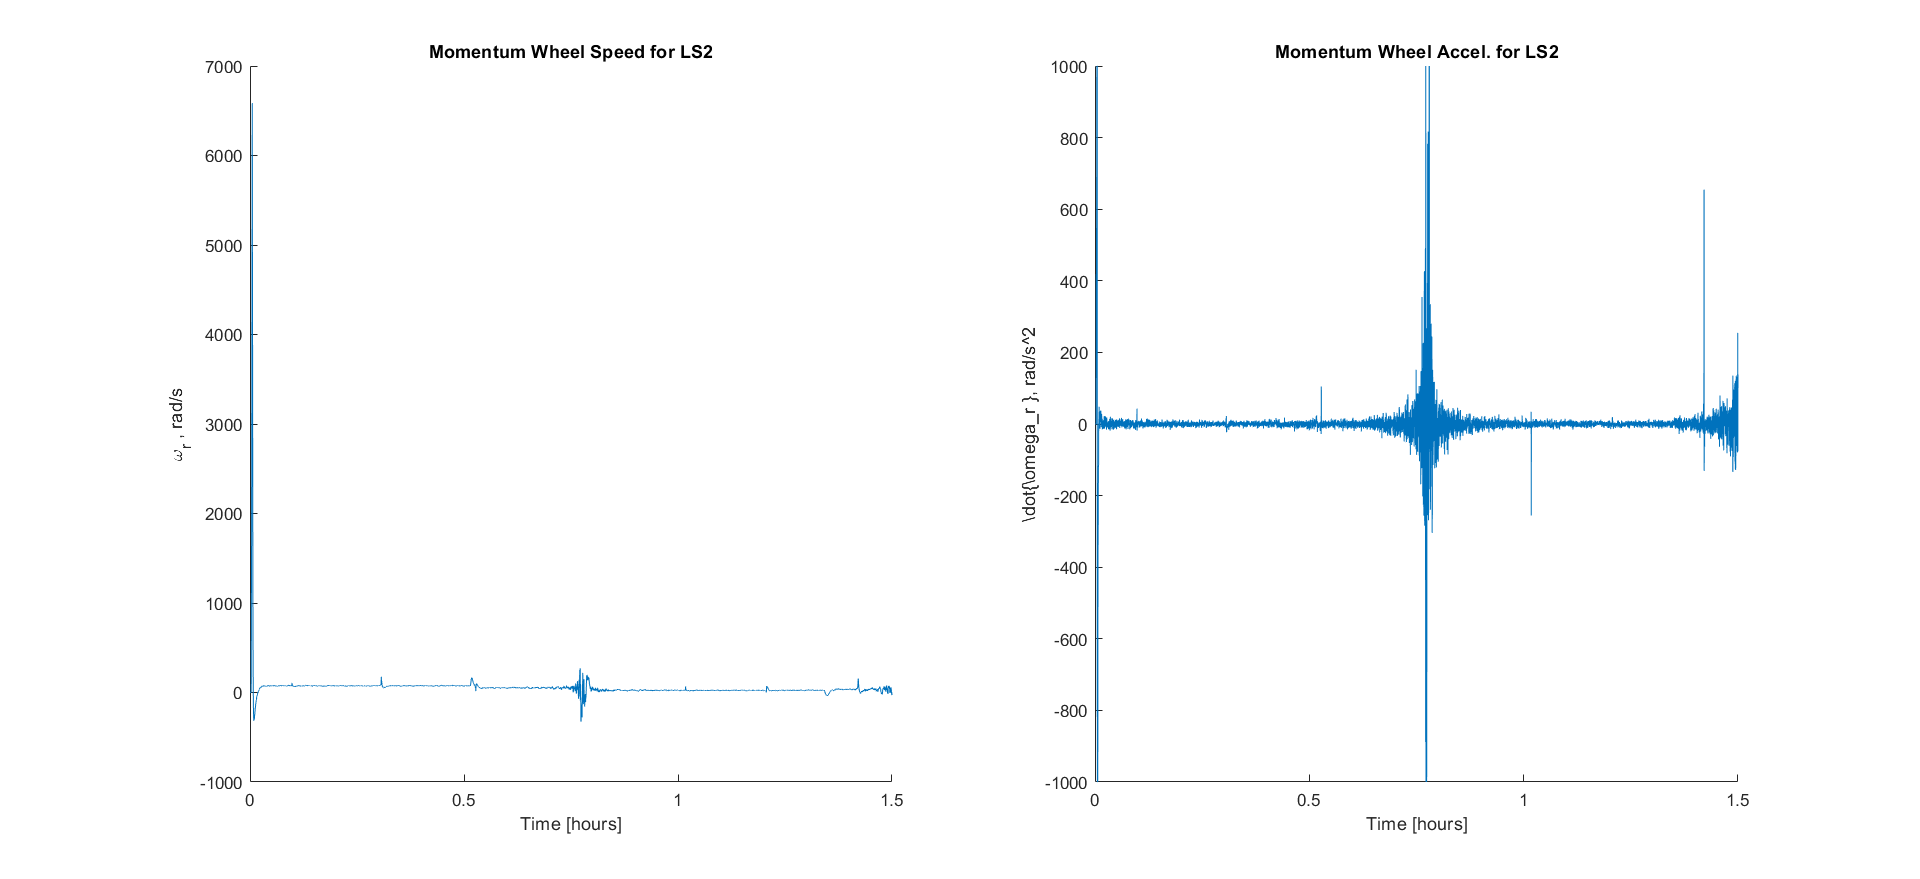 Momentum Wheel Speed for LS2
7000
6000
5000
4000
3000
2000
1000
0
-1000
ω_r , rad/s
0 0.5 1 1.5
Time [hours]
Momentum Wheel Accel. for LS2
1000
800
600
400
200
0
-200
-400
-600
-800
-1000
\dot{\omega_r }, rad/s^2
0 0.5 1 1.5
Time [hours]